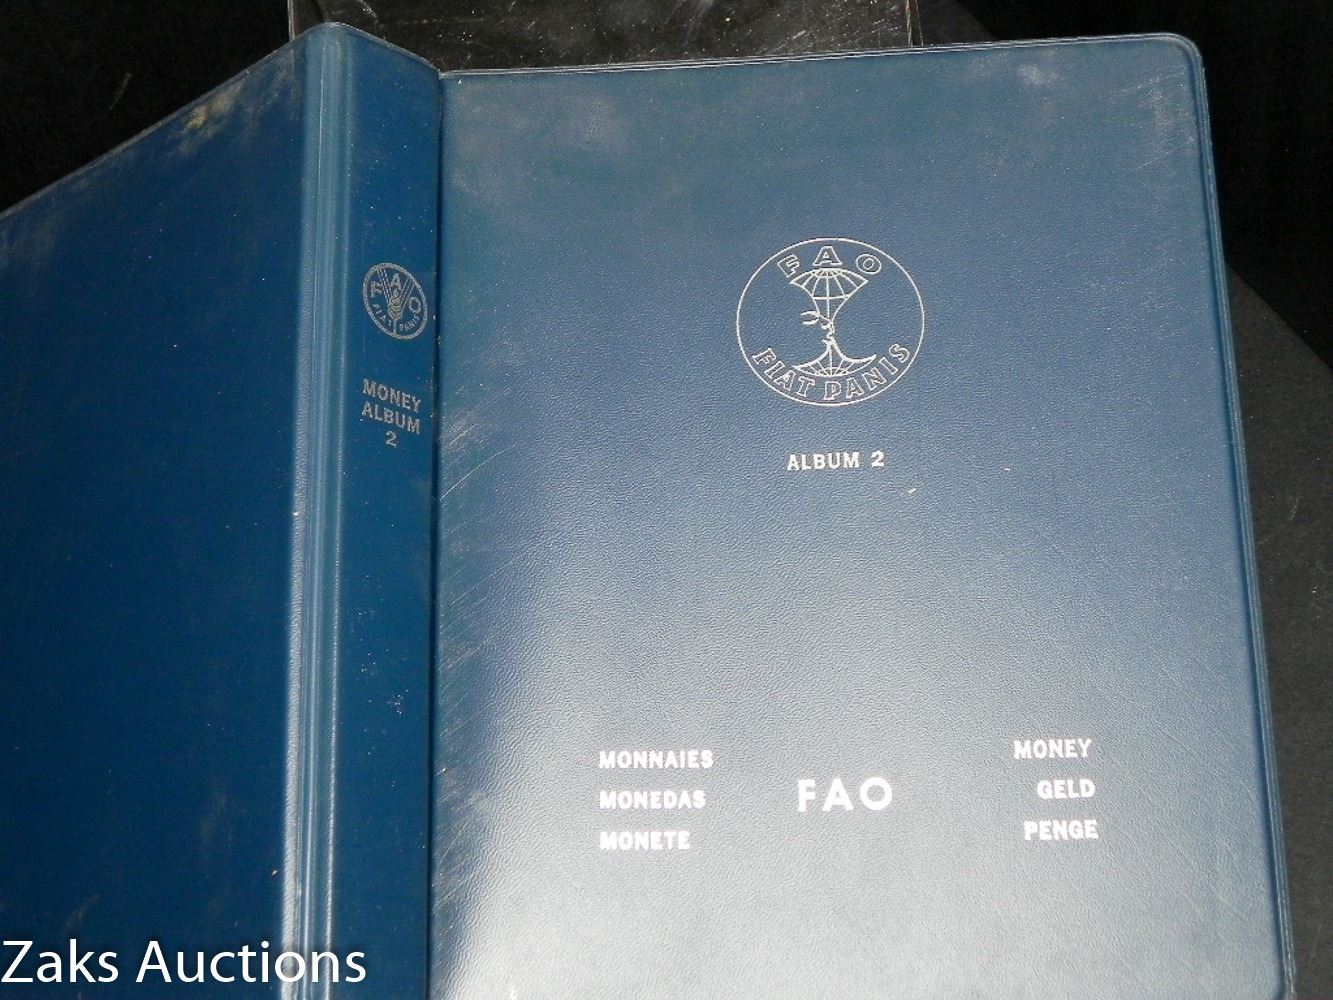 FAO
FIAT PANIS
MONEY
ALBUM
2
FAO
FIAT PANIS
ALBUM 2
MONNAIES
MONEDAS
MONETE
FAO
MONEY
GELD
PENGE
Zaks Auctions